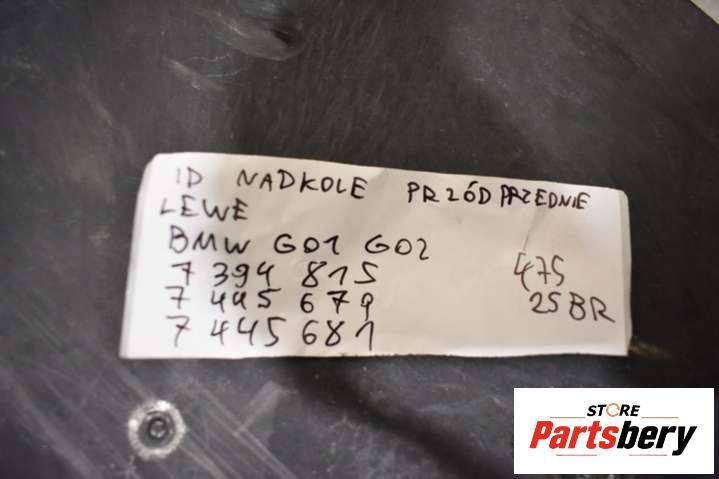 ID NADKOLE PRZÓD PRZEDNIE
LEWE
BMW G01 G02
7 394 815
7 445 679
7 445 681
475
25BR
STORE
Partsbery